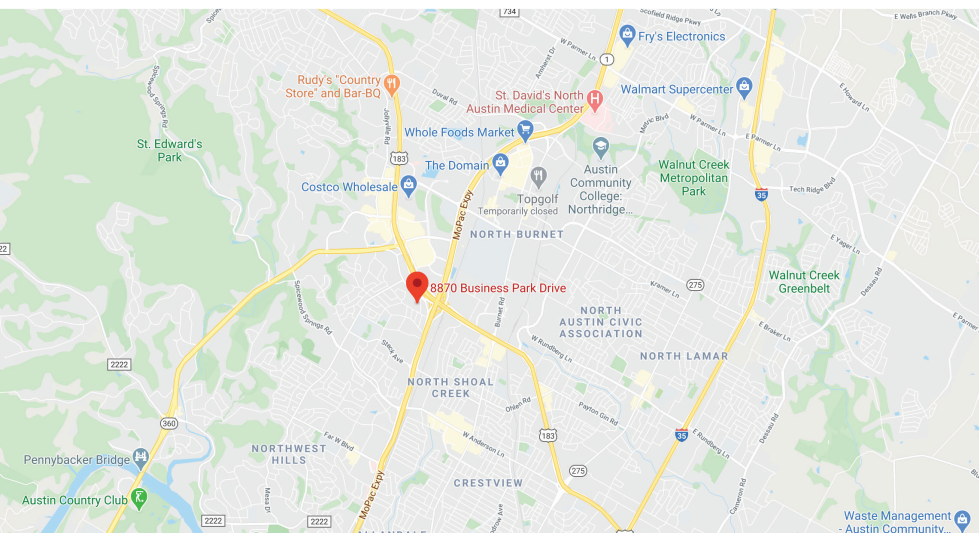 734
Scofield Ridge Pkwy
E Wells Branch Pkwy
Fry's Electronics
W Parmer Ln
Amherst Dr
1
Rudy's "Country
Store" and Bar-BQ
Duval Rd
St. David's North
Austin Medical Center
Walmart Supercenter
Spicewood Springs Rd
Jollyville Rd
E Howard Ln
Metric Blvd
W Parmer Ln
Whole Foods Market
E Parmer Ln
St. Edward's
Park
183
The Domain
Austin
Community
College:
Northridge...
Walnut Creek
Metropolitan
Park
Costco Wholesale
Topgolf
Temporarily closed
35
Tech Ridge Blvd
MoPac Expy
NORTH BURNET
E Yager Ln
22
Walnut Creek
Greenbelt
Dessau Rd
8870 Business Park Drive
Kramer Ln
275
Spicewood Springs Rd
Burnet Rd
NORTH
AUSTIN CIVIC
ASSOCIATION
E Parmer
E Braker Ln
Steck Ave
W Rundberg Ln
NORTH LAMAR
2222
NORTH SHOAL
CREEK
Ohlen Rd
Payton Gin Rd
360
Dessau Rd
183
35
E Rundberg Ln
Far W Blvd
W Anderson Ln
NORTHWEST
HILLS
Pennybacker Bridge
275
CRESTVIEW
Cameron Rd
Austin Country Club
Mesa Dr
MoPac Expy
2222
2222
Waste Management
- Austin Community...